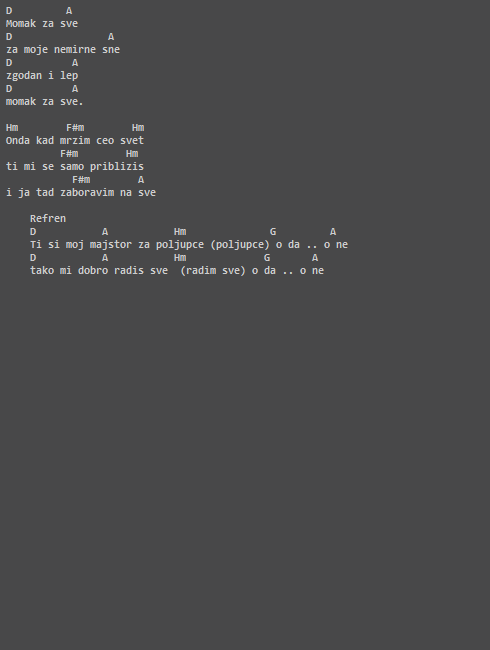 D         A
Momak za sve
D                A
za moje nemirne sne
D          A
zgodan i lep
D          A
momak za sve.

Hm        F#m        Hm
Onda kad mrzim ceo svet
         F#m        Hm
ti mi se samo priblizis
           F#m        A
i ja tad zaboravim na sve

    Refren
    D           A           Hm              G         A
    Ti si moj majstor za poljupce (poljupce) o da .. o ne
    D           A           Hm             G       A
    tako mi dobro radis sve  (radim sve) o da .. o ne